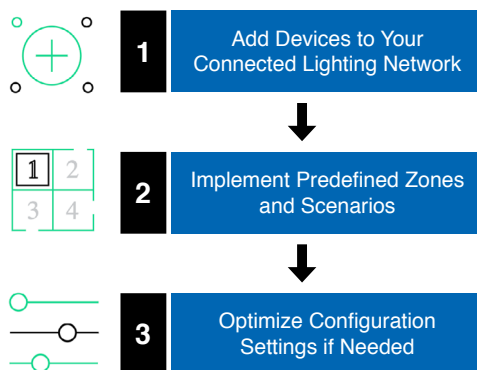 1
Add Devices to Your
Connected Lighting Network
1 2
3 4
2
Implement Predefined Zones
and Scenarios
3
Optimize Configuration
Settings if Needed